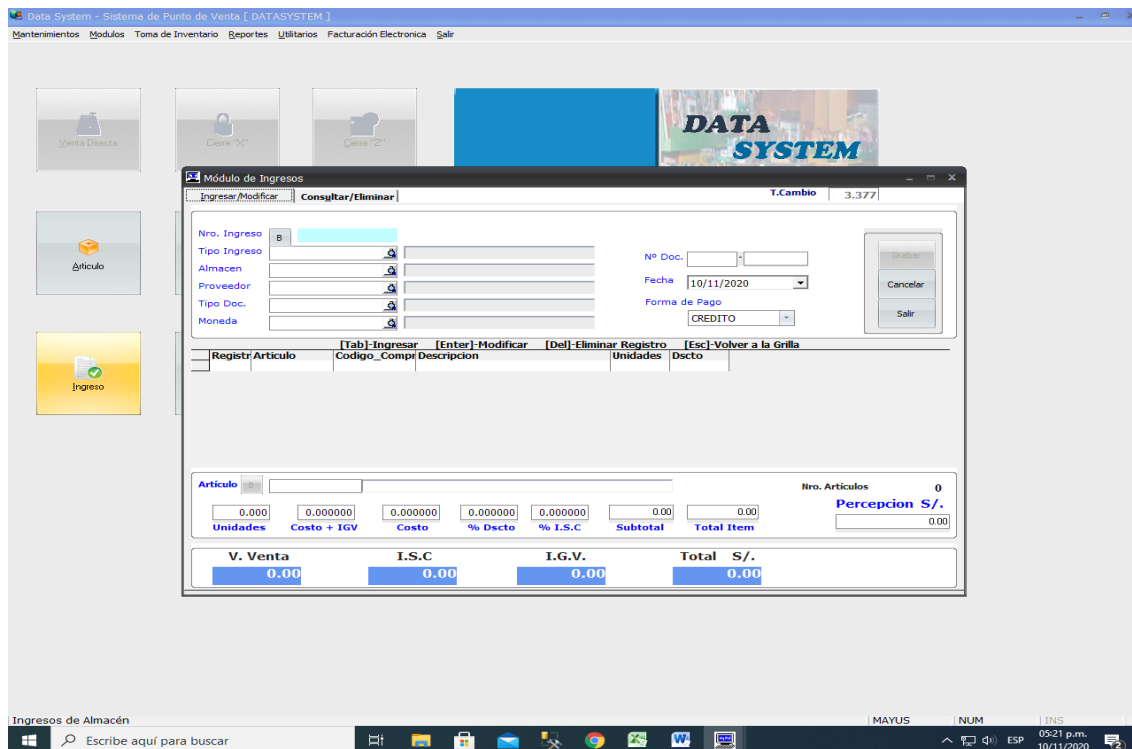 Data System - Sistema de Punto de Venta [ DATASYSTEM ]
Mantenimientos Modulos Toma de Inventario Reportes Utilitarios Facturación Electronica Salir
Venta Directa Cierre "X" Cierre "Z"
DATA
SYSTEM
Módulo de Ingresos
Ingresar/Modificar Consultar/Eliminar T.Cambio 3.377
Nro. Ingreso B
Tipo Ingreso Nº Doc. -
Almacen
Proveedor Fecha 10/11/2020
Tipo Doc. Forma de Pago
Moneda CREDITO
Grabar
Cancelar
Salir
Articulo
Ingreso
[Tab]-Ingresar [Enter]-Modificar [Del]-Eliminar Registro [Esc]-Volver a la Grilla
Registr Articulo Codigo_Compr Descripcion Unidades Dscto
Artículo B Nro. Artículos 0
Percepcion S/.
0.000 0.000000 0.000000 0.000000 0.000000 0.00 0.00 0.00
Unidades Costo + IGV Costo % Dscto % I.S.C Subtotal Total Item
V. Venta I.S.C I.G.V. Total S/.
0.00 0.00 0.00 0.00
Ingresos de Almacén MAYUS NUM INS
Escribe aquí para buscar ESP 05:21 p.m.
10/11/2020 2